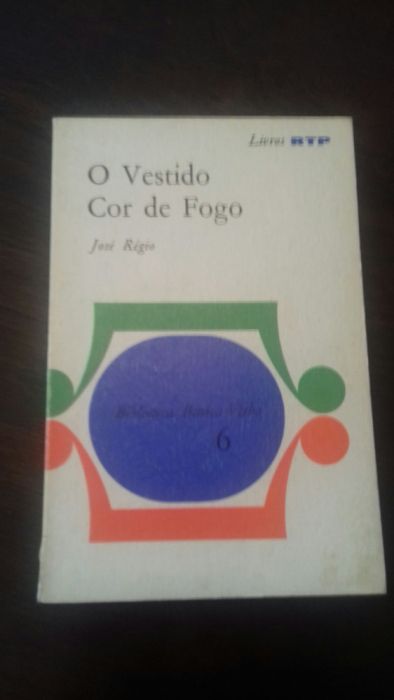 Livros RTP
O Vestido
Cor de Fogo
José Régio
Biblioteca Básica Verbo
6